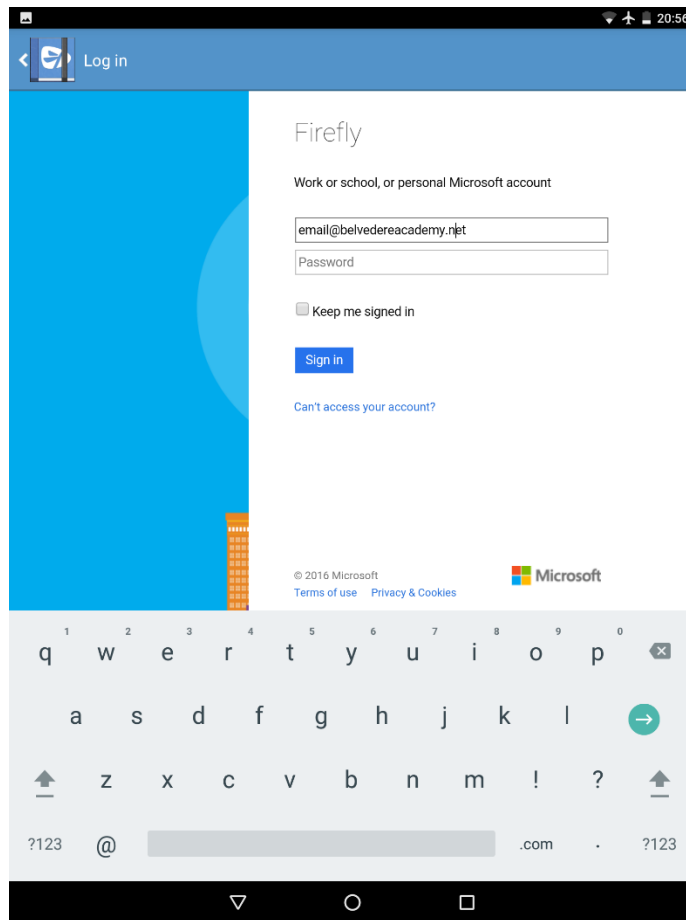 20:56
Log in
Firefly
Work or school, or personal Microsoft account
email@belvedereacademy.net
Password
Keep me signed in
Sign in
Can't access your account?
© 2016 Microsoft
Microsoft
Terms of use Privacy & Cookies
1 2 3 4 5 6 7 8 9 0
q w e r t y u i o p
a s d f g h j k l
z x c v b n m ! ?
?123 @ .com . ?123